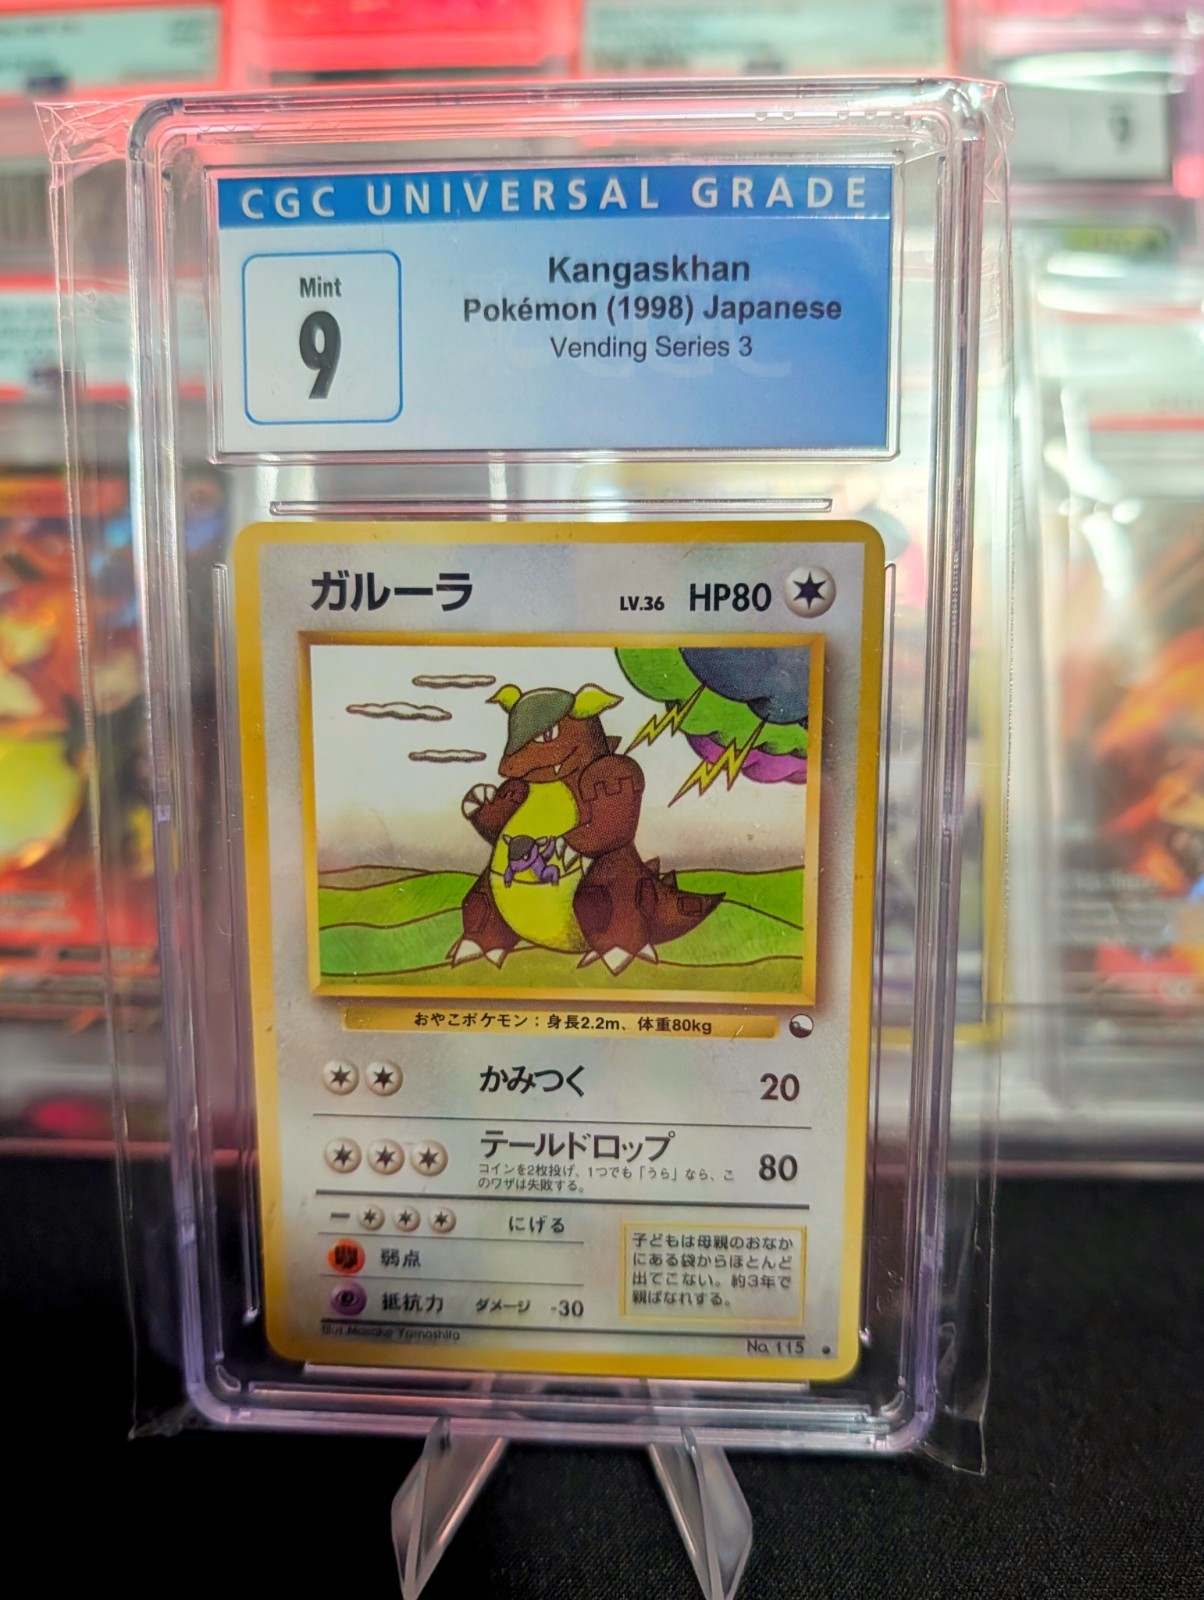 CGC UNIVERSAL GRADE
Mint
9
Kangaskhan
Pokémon (1998) Japanese
Vending Series 3
ガルーラ LV.36 HP80
おやこポケモン：身長2.2m、体重80kg
かみつく 20
テールドロップ 80
コインを2枚投げ、1つでも「うら」なら、こ
のワザは失敗する。
にげる
弱点
抵抗力 ダメージ -30
子どもは母親のおなか
にある袋からほとんど
出てこない。約3年で
親ばなれする。
Illus. Masako Yamashita
No. 115
9